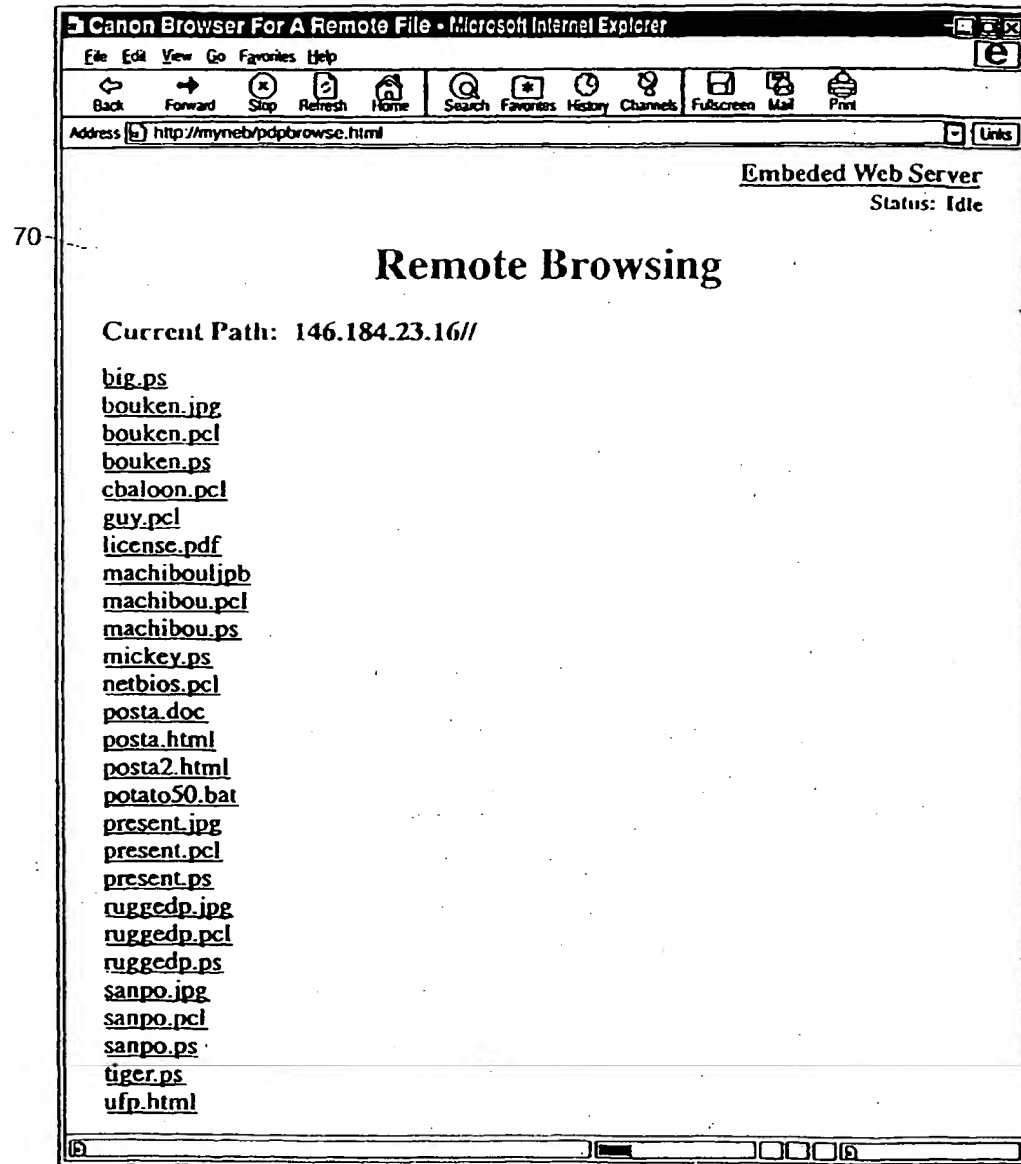 Canon Browser For A Remote File - Microsoft Internet Explorer
File Edit View Go Favorites Help
Back Forward Stop Refresh Home Search Favorites History Channels Fullscreen Mail Print
Address http://myneb/pdpbrowse.html Links
Embeded Web Server
Status: Idle
70
Remote Browsing
Current Path: 146.184.23.16//
big.ps
bouken.jpg
bouken.pcl
bouken.ps
cbaloon.pcl
guy.pcl
license.pdf
machibouljpb
machibou.pcl
machibou.ps
mickey.ps
netbios.pcl
posta.doc
posta.html
posta2.html
potato50.bat
present.jpg
present.pcl
present.ps
ruggedp.jpg
ruggedp.pcl
ruggedp.ps
sanpo.jpg
sanpo.pcl
sanpo.ps
tiger.ps
ufp.html